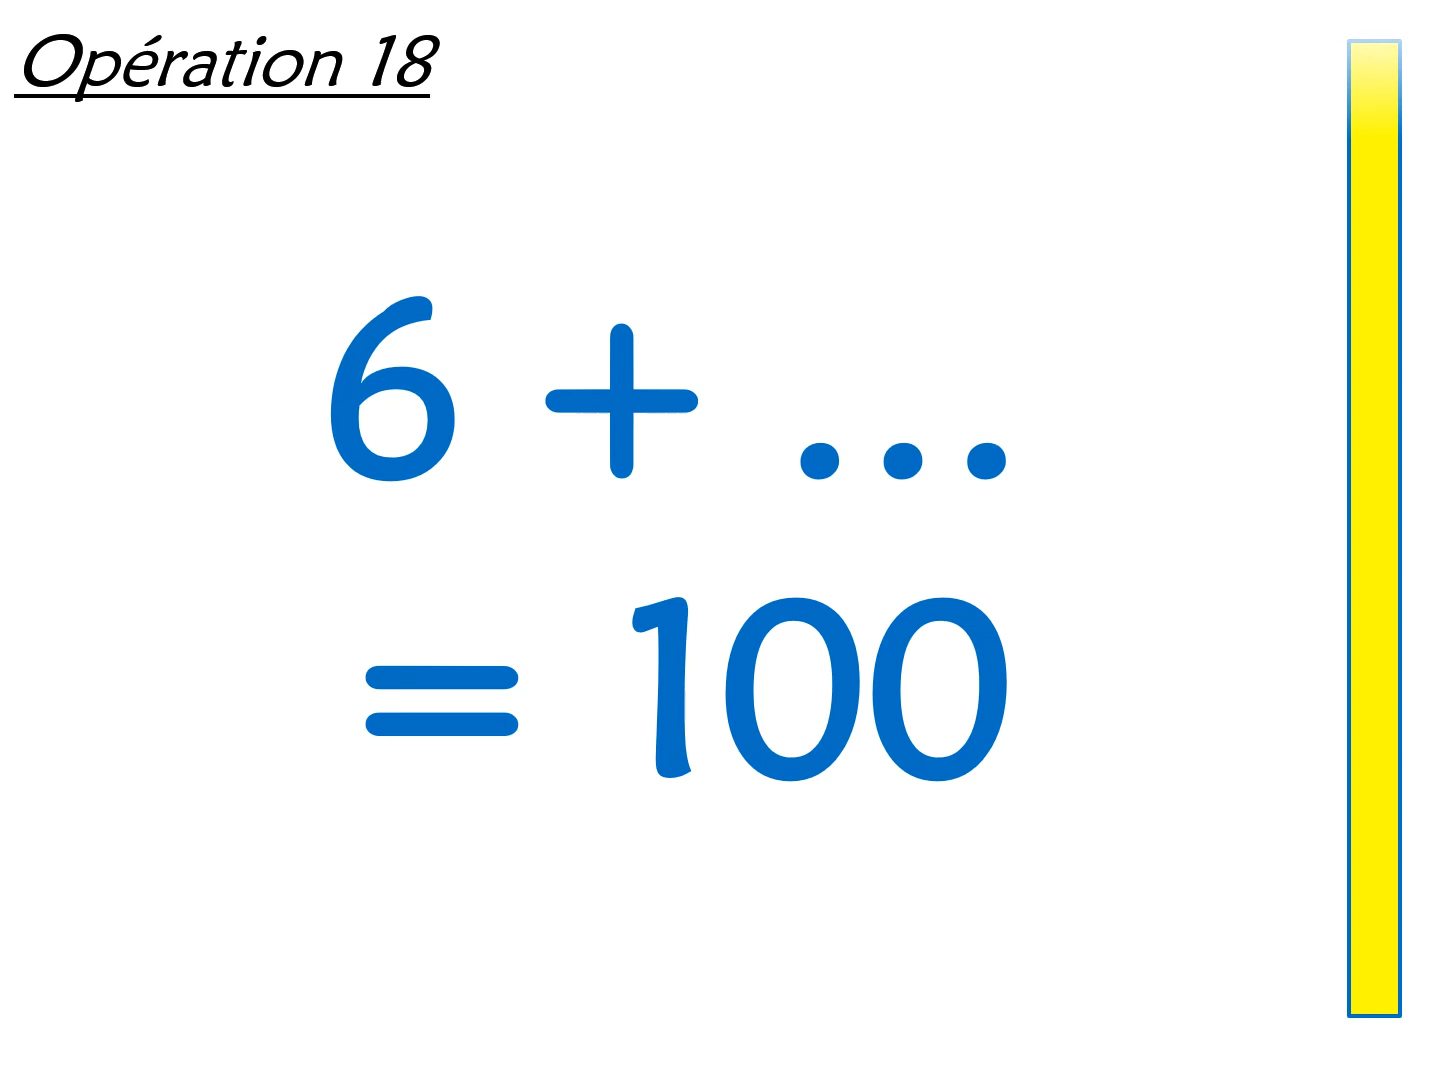 Opération 18
6 + ...
= 100